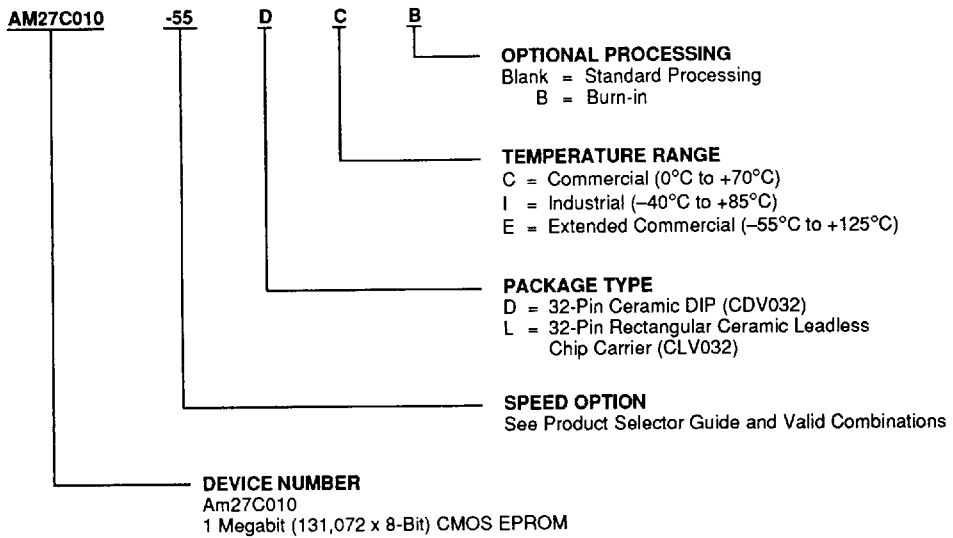 AM27C010 -55 D C B
OPTIONAL PROCESSING
Blank = Standard Processing
B = Burn-in
TEMPERATURE RANGE
C = Commercial (0°C to +70°C)
I = Industrial (–40°C to +85°C)
E = Extended Commercial (–55°C to +125°C)
PACKAGE TYPE
D = 32-Pin Ceramic DIP (CDV032)
L = 32-Pin Rectangular Ceramic Leadless
Chip Carrier (CLV032)
SPEED OPTION
See Product Selector Guide and Valid Combinations
DEVICE NUMBER
Am27C010
1 Megabit (131,072 x 8-Bit) CMOS EPROM